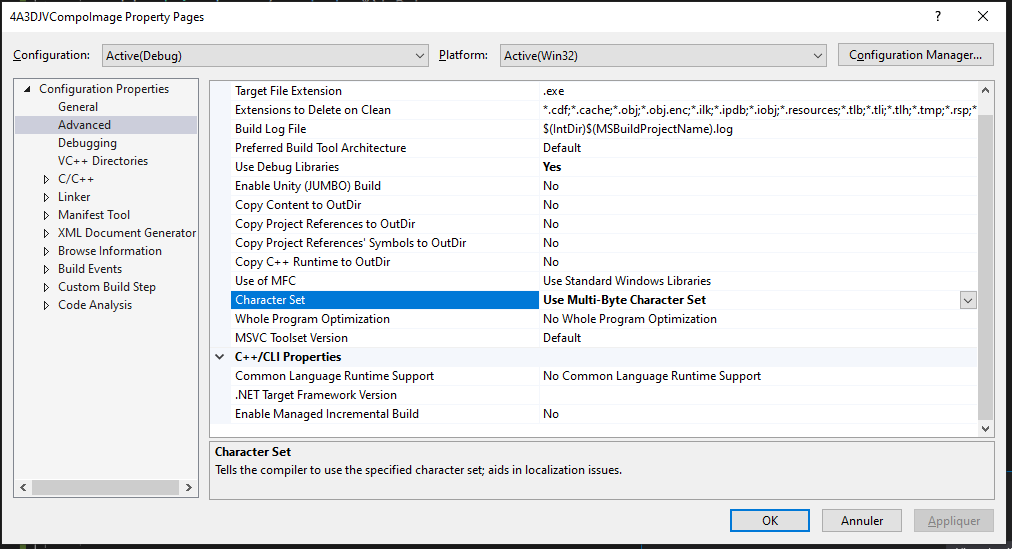 4A3DJVCompoImage Property Pages
?
Configuration: Active(Debug) Platform: Active(Win32) Configuration Manager...
Configuration Properties
General
Advanced
Debugging
VC++ Directories
C/C++
Linker
Manifest Tool
XML Document Generator
Browse Information
Build Events
Custom Build Step
Code Analysis
Target File Extension .exe
Extensions to Delete on Clean *.cdf;*.cache;*.obj;*.obj.enc;*.ilk;*.ipdb;*.iobj;*.resources;*.tlb;*.tli;*.tlh;*.tmp;*.rsp;*
Build Log File $(IntDir)$(MSBuildProjectName).log
Preferred Build Tool Architecture Default
Use Debug Libraries Yes
Enable Unity (JUMBO) Build No
Copy Content to OutDir No
Copy Project References to OutDir No
Copy Project References' Symbols to OutDir No
Copy C++ Runtime to OutDir No
Use of MFC Use Standard Windows Libraries
Character Set Use Multi-Byte Character Set
Whole Program Optimization No Whole Program Optimization
MSVC Toolset Version Default
C++/CLI Properties
Common Language Runtime Support No Common Language Runtime Support
.NET Target Framework Version
Enable Managed Incremental Build No
Character Set
Tells the compiler to use the specified character set; aids in localization issues.
OK Annuler Appliquer